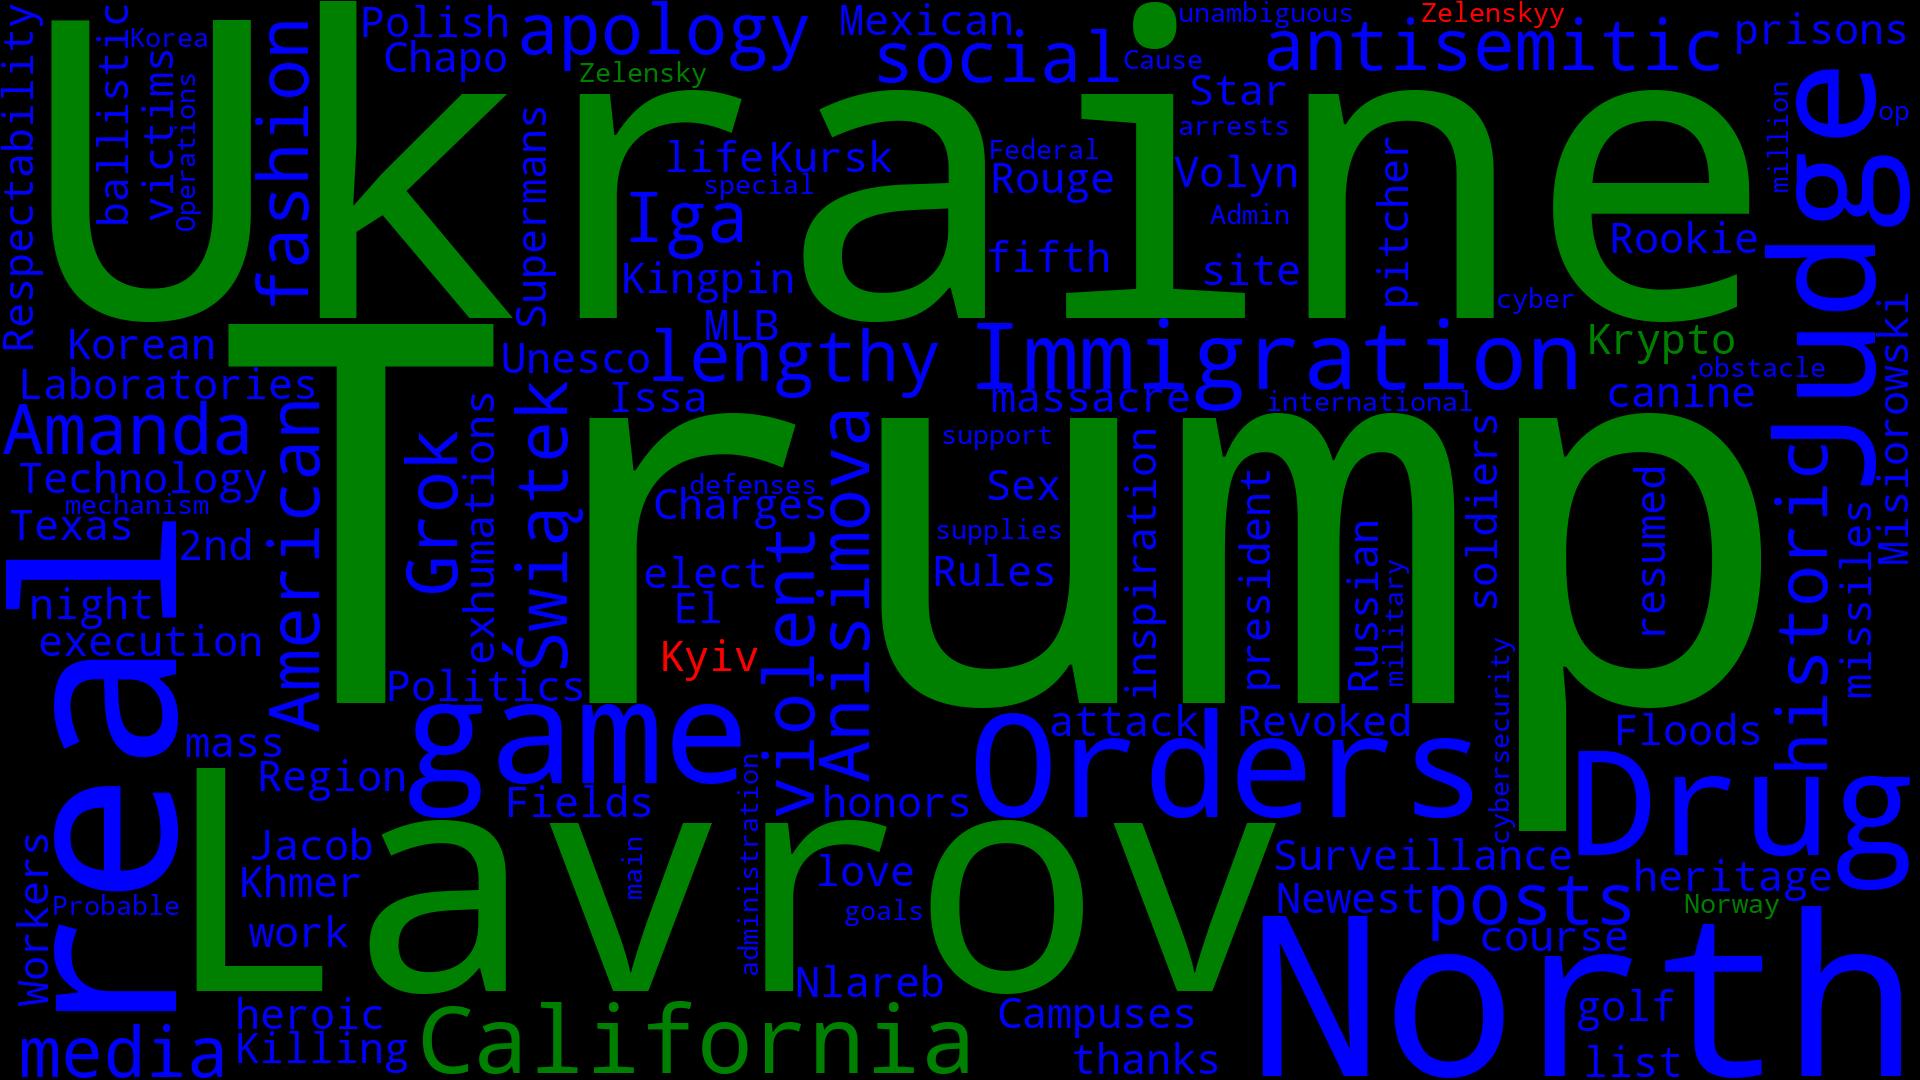 Ukraine
Trump
Lavrov
North
real
Judge
Orders
Drug
game
California
Immigration
apology
social
antisemitic
fashion
lengthy
historic
American
Amanda
media
posts
Grok
Świątek
Anisimova
violent
Iga
Respectability
ballistic
Korea
victims
Operations
Polish
Chapo
Zelensky
Mexican
unambiguous
Cause
Zelenskyy
prisons
Star
arrests
Federal
Rouge
Volyn
Admin
life
Kursk
special
Supermans
Kingpin
MLB
fifth
site
pitcher
million
op
Rookie
cyber
Krypto
obstacle
canine
Misiorowski
Korean
Laboratories
Unesco
Issa
massacre
international
Technology
mechanism
Texas
2nd
night
execution
exhumations
defenses
Charges
elect
El
Kyiv
support
Sex
supplies
Rules
inspiration
president
Russian
military
soldiers
resumed
missiles
Politics
mass
Region
attack
Revoked
cybersecurity
Floods
Fields
honors
administration
main
Jacob
Khmer
work
Workers
Probable
love
goals
Surveillance
Newest
heritage
Norway
course
Nlareb
heroic
Killing
Campuses
thanks
golf
list